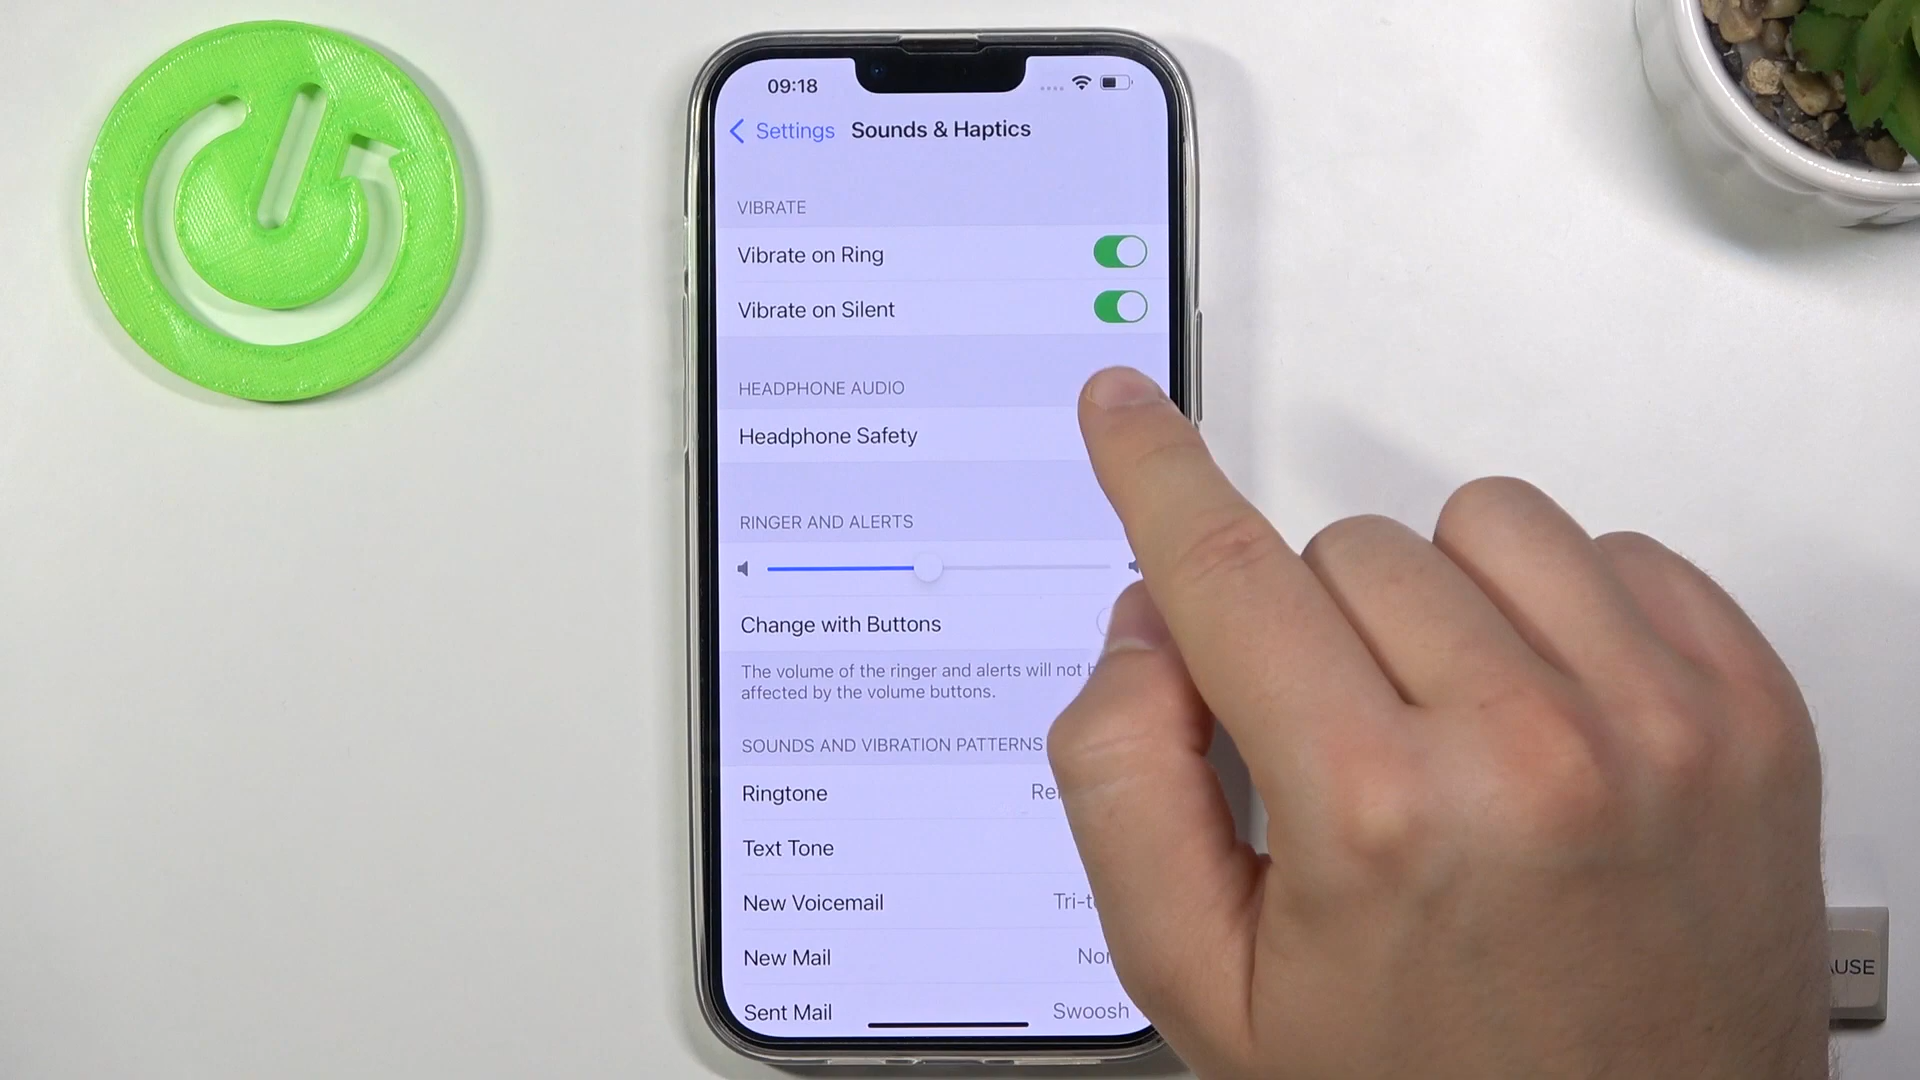 09:18
Settings Sounds & Haptics
VIBRATE
Vibrate on Ring
Vibrate on Silent
HEADPHONE AUDIO
Headphone Safety
RINGER AND ALERTS
Change with Buttons
The volume of the ringer and alerts will not
affected by the volume buttons.
SOUNDS AND VIBRATION PATTERNS
Ringtone
Text Tone
New Voicemail
New Mail
Sent Mail Swoosh